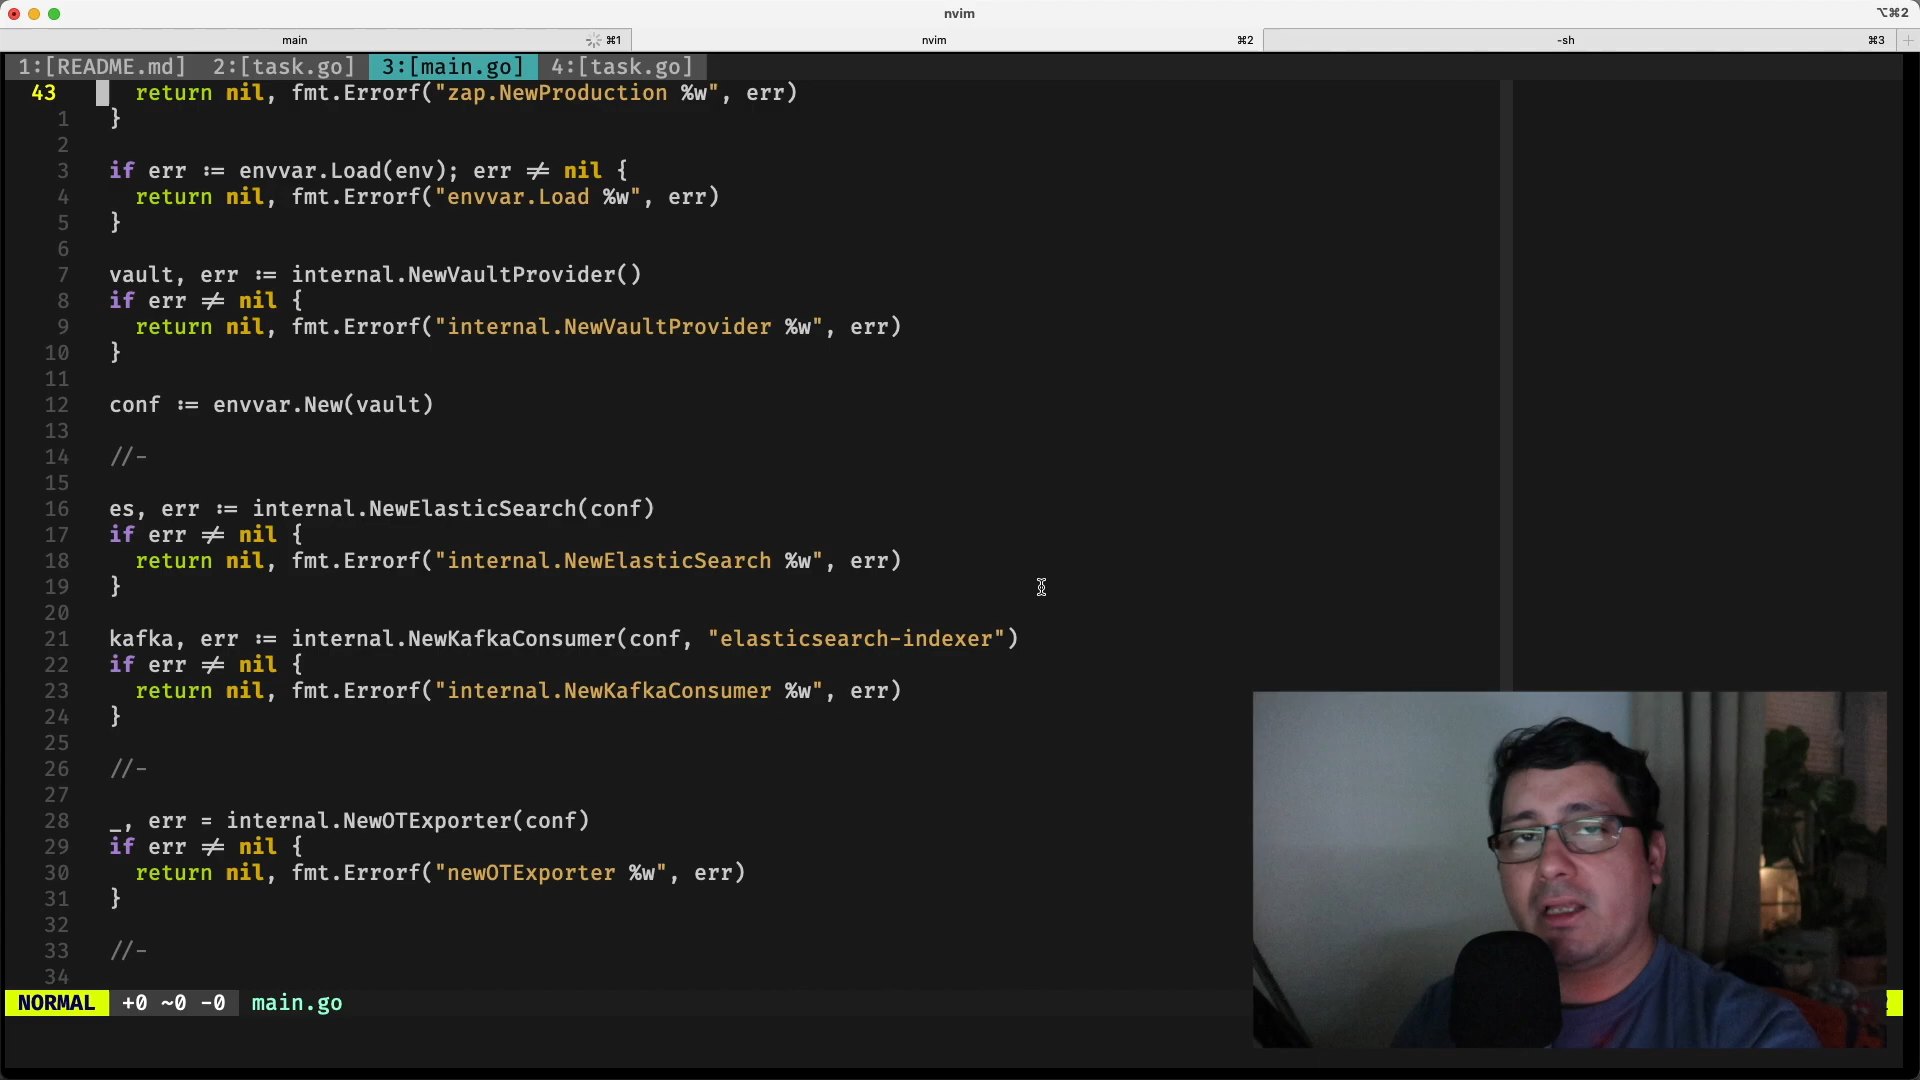 nvim
⌥⌘2
main ⌘1
nvim ⌘2
-sh ⌘3
1:[README.md] 2:[task.go] 3:[main.go] 4:[task.go]
43 return nil, fmt.Errorf("zap.NewProduction %w", err)
1 }
2
3 if err := envvar.Load(env); err != nil {
4 return nil, fmt.Errorf("envvar.Load %w", err)
5 }
6
7 vault, err := internal.NewVaultProvider()
8 if err != nil {
9 return nil, fmt.Errorf("internal.NewVaultProvider %w", err)
10 }
11
12 conf := envvar.New(vault)
13
14 //-
15
16 es, err := internal.NewElasticSearch(conf)
17 if err != nil {
18 return nil, fmt.Errorf("internal.NewElasticSearch %w", err)
19 }
20
21 kafka, err := internal.NewKafkaConsumer(conf, "elasticsearch-indexer")
22 if err != nil {
23 return nil, fmt.Errorf("internal.NewKafkaConsumer %w", err)
24 }
25
26 //-
27
28 _, err = internal.NewOTExporter(conf)
29 if err != nil {
30 return nil, fmt.Errorf("newOTExporter %w", err)
31 }
32
33 //-
34
NORMAL +0 ~0 -0 main.go